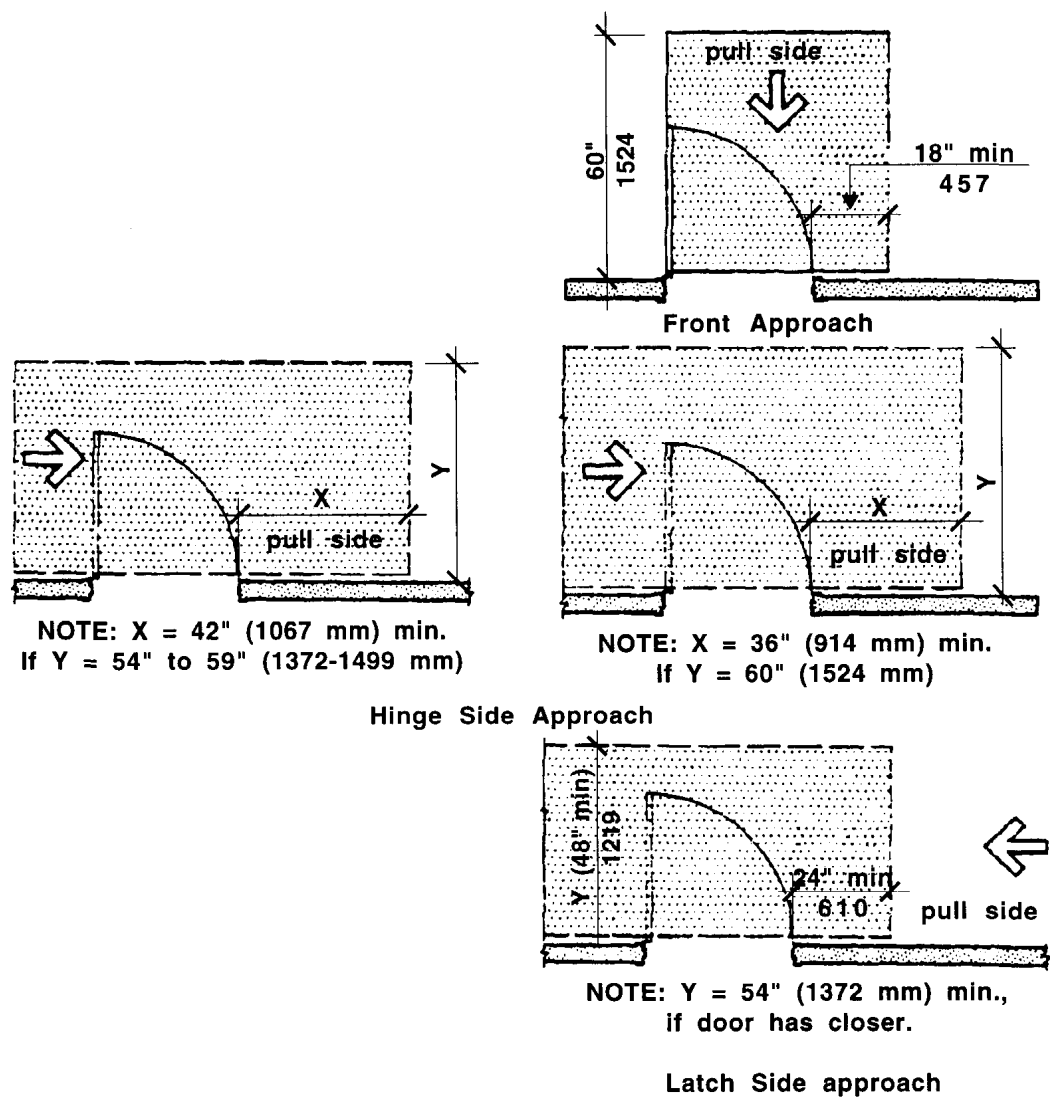 pull side
60"
1524
18" min
457
Front Approach
X
Y
pull side
NOTE: X = 42" (1067 mm) min.
If Y = 54" to 59" (1372-1499 mm)
X
Y
pull side
NOTE: X = 36" (914 mm) min.
If Y = 60" (1524 mm)
Hinge Side Approach
Y (48" min)
1219
24" min
610
pull side
NOTE: Y = 54" (1372 mm) min.,
if door has closer.
Latch Side approach